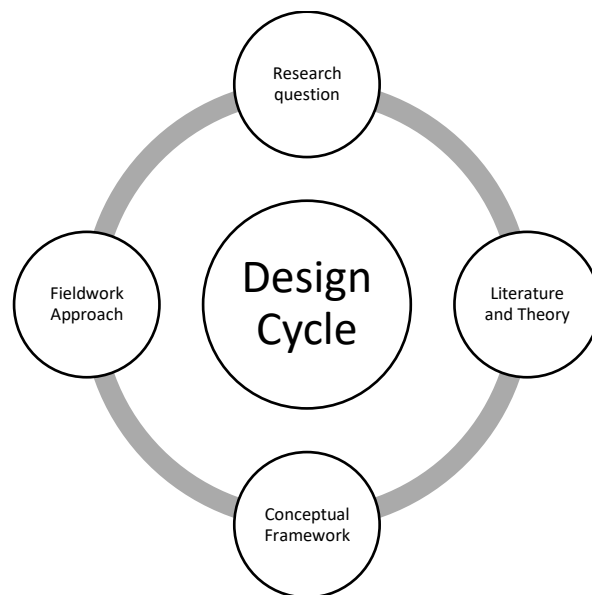 Research
question
Design
Cycle
Literature
and Theory
Conceptual
Framework
Fieldwork
Approach